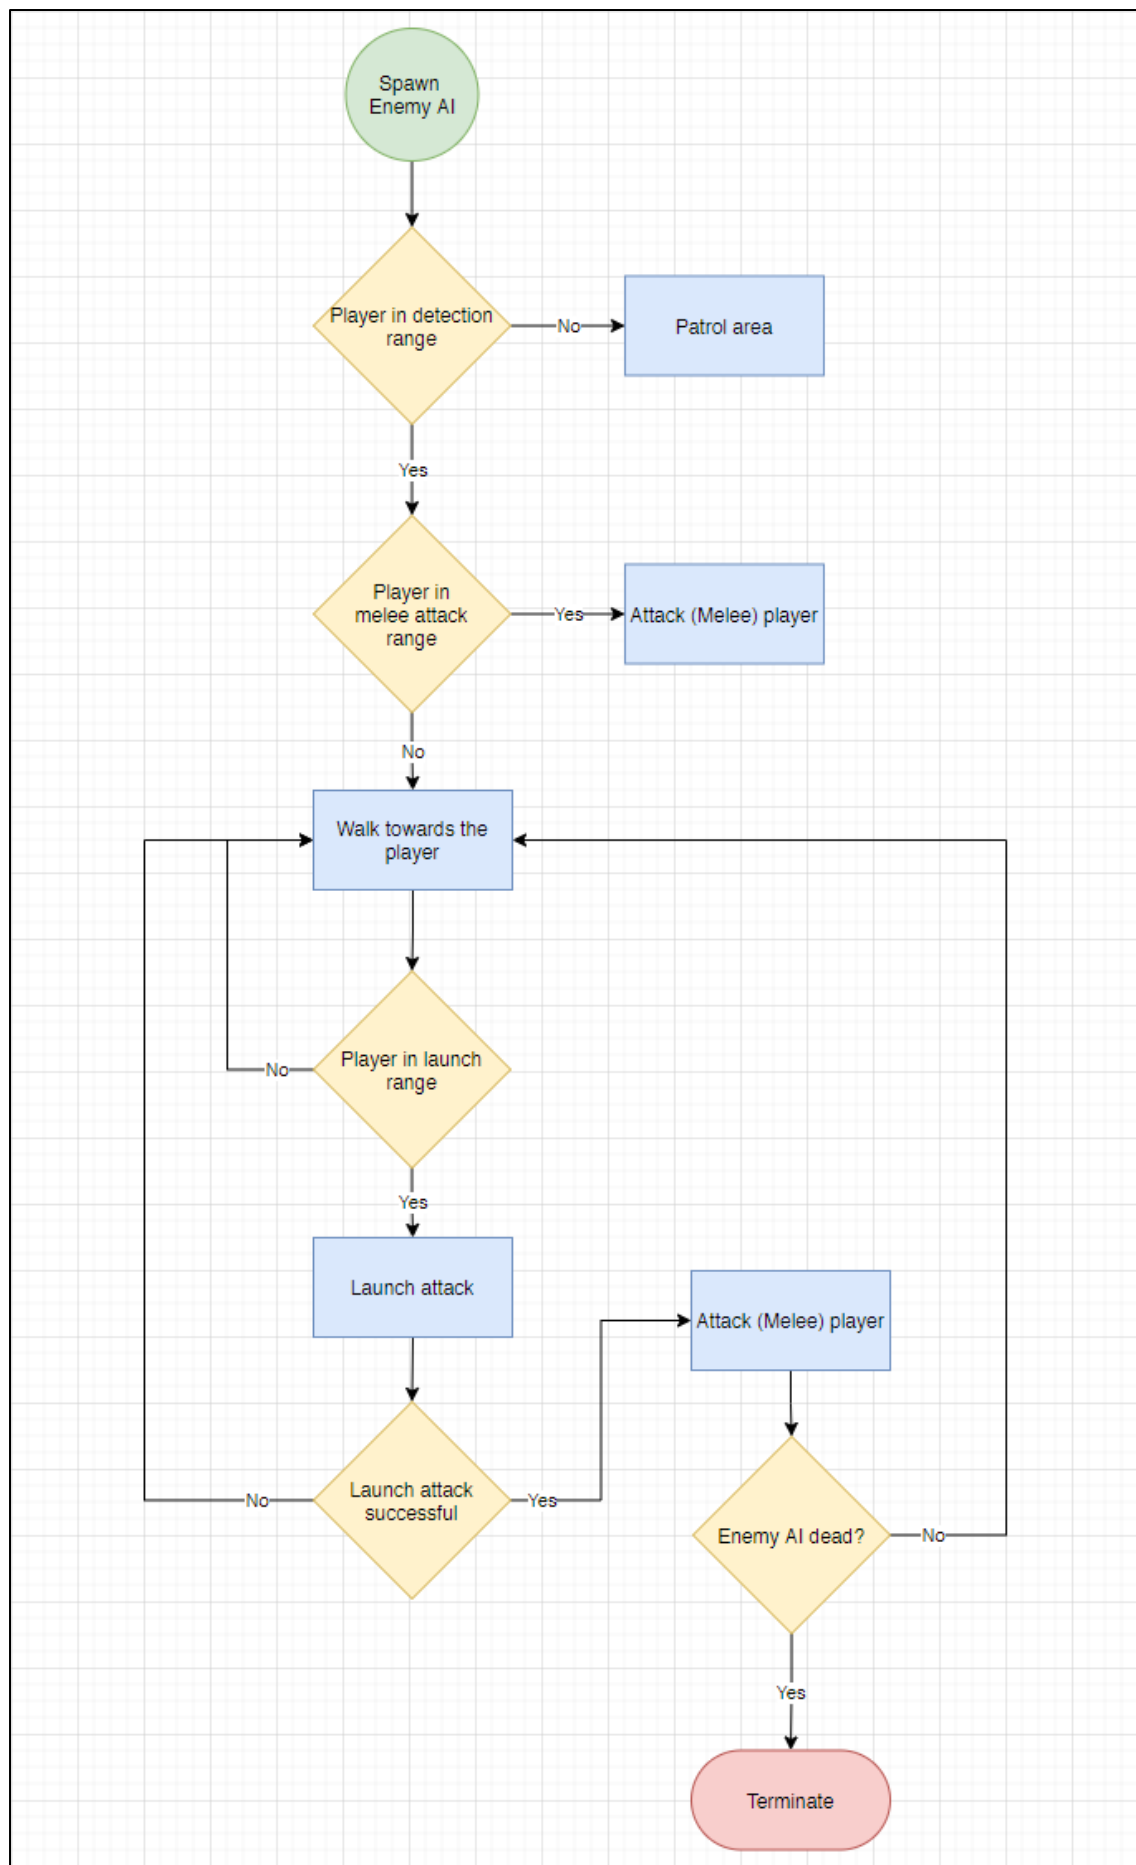 Spawn
Enemy AI
Player in detection
range
No
Patrol area
Yes
Player in
melee attack
range
Yes
Attack (Melee) player
No
Walk towards the
player
Player in launch
range
No
Yes
Launch attack
Attack (Melee) player
Launch attack
successful
No
Yes
Enemy AI dead?
No
Yes
Terminate